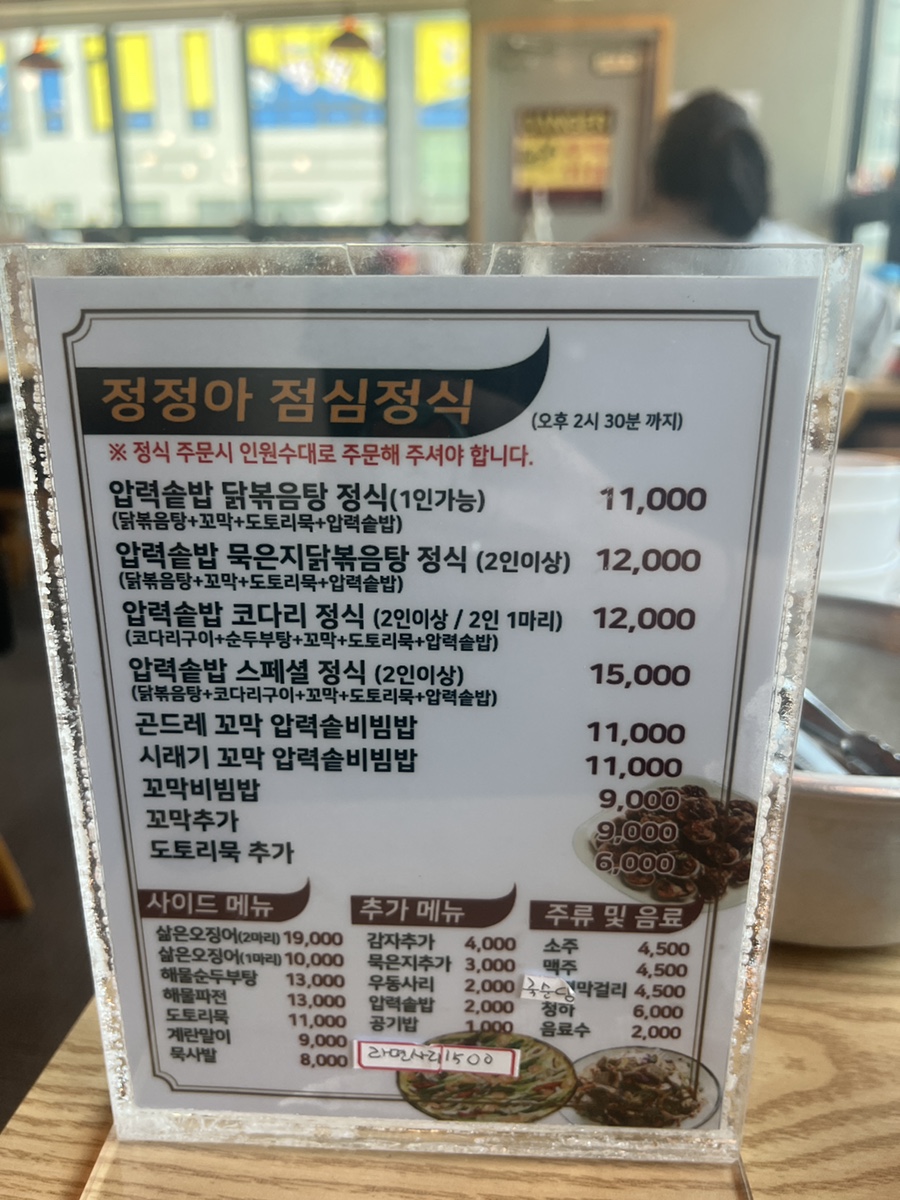 정정아 점심정식
(오후 2시 30분 까지)
※ 정식 주문시 인원수대로 주문해 주셔야 합니다.
압력솥밥 닭볶음탕 정식(1인가능) 11,000
(닭볶음탕+꼬막+도토리묵+압력솥밥)
압력솥밥 묵은지닭볶음탕 정식 (2인이상) 12,000
(닭볶음탕+꼬막+도토리묵+압력솥밥)
압력솥밥 코다리 정식 (2인이상 / 2인 1마리) 12,000
(코다리구이+순두부탕+꼬막+도토리묵+압력솥밥)
압력솥밥 스페셜 정식 (2인이상) 15,000
(닭볶음탕+코다리구이+꼬막+도토리묵+압력솥밥)
곤드레 꼬막 압력솥비빔밥 11,000
시래기 꼬막 압력솥비빔밥 11,000
꼬막비빔밥 9,000
꼬막추가 9,000
도토리묵 추가 6,000
사이드 메뉴
삶은오징어(2마리) 19,000
삶은오징어(1마리) 10,000
해물순두부탕 13,000
해물파전 13,000
도토리묵 11,000
계란말이 9,000
묵사발 8,000
추가 메뉴
감자추가 4,000
묵은지추가 3,000
우동사리 2,000
압력솥밥 2,000
공기밥 1,000
라면사리 1500
주류 및 음료
소주 4,500
맥주 4,500
국순당 막걸리 4,500
청하 6,000
음료수 2,000